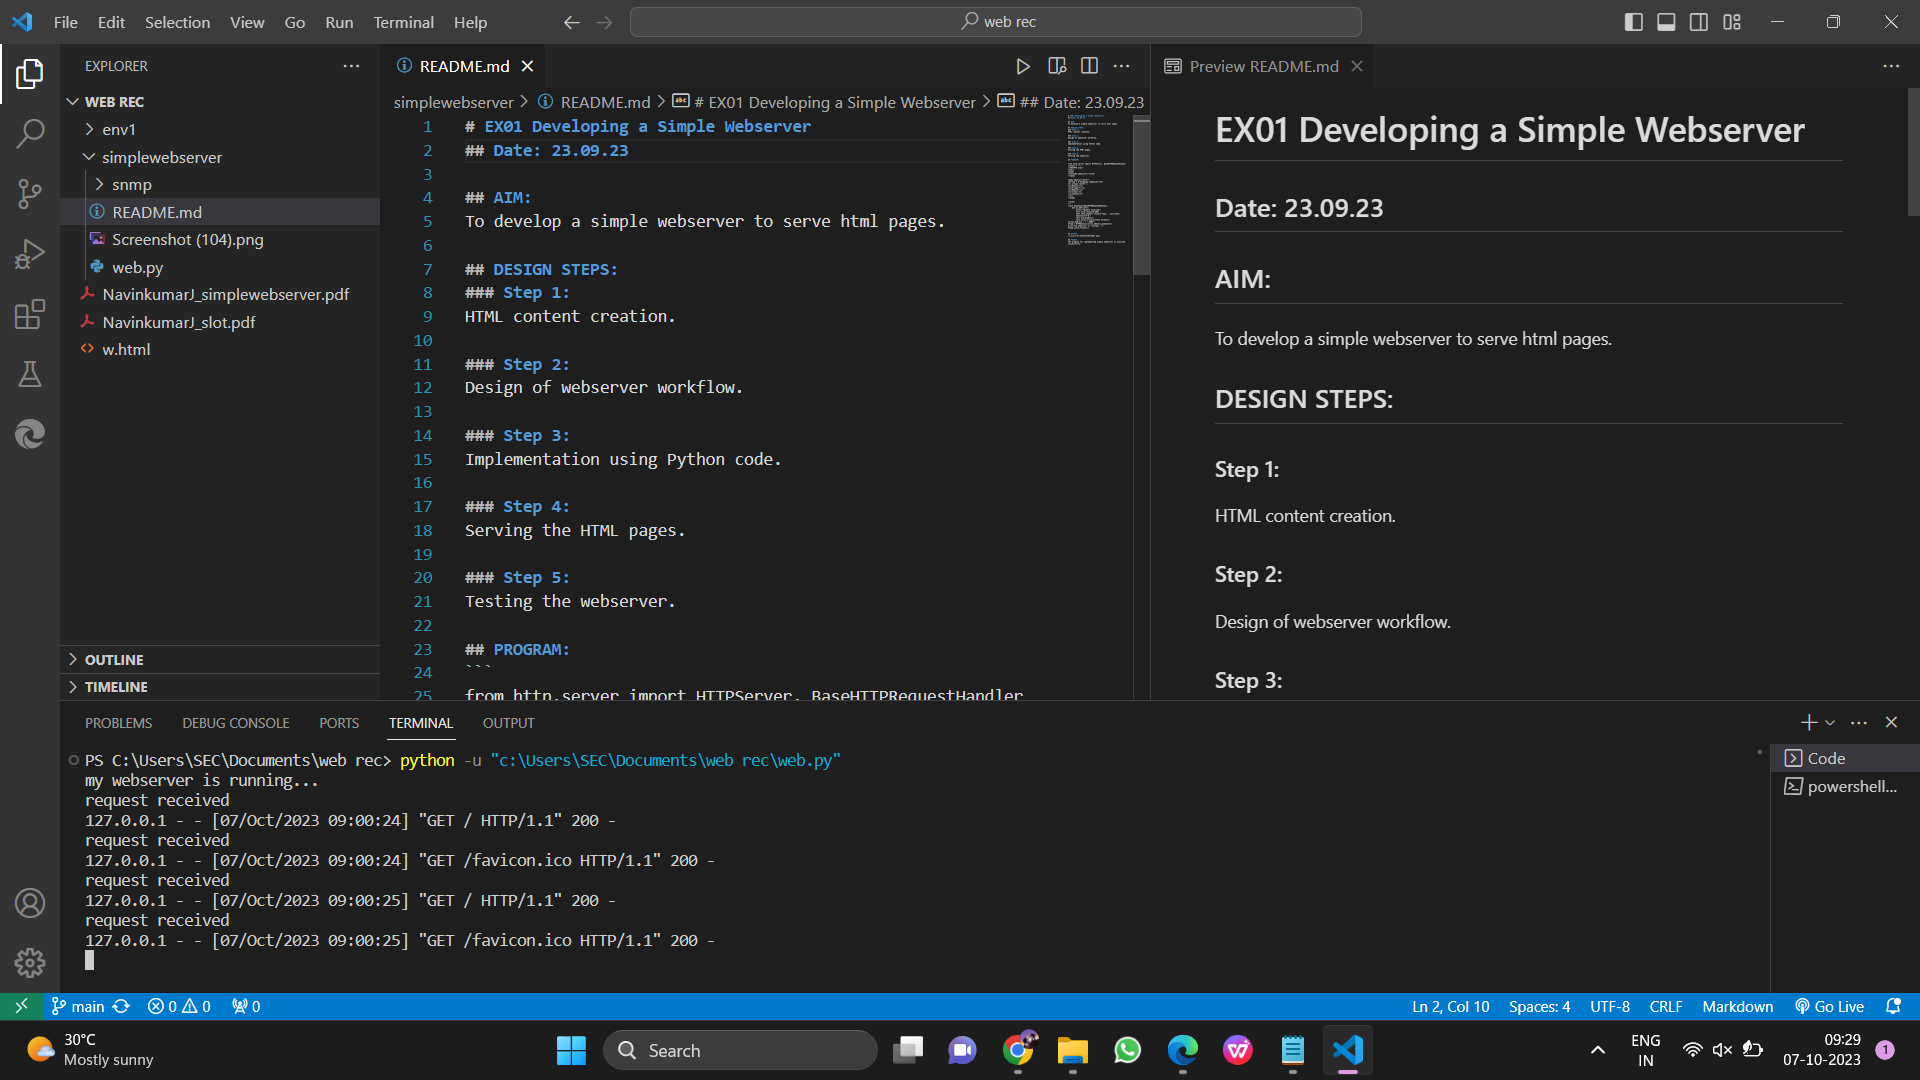 File Edit Selection View Go Run Terminal Help
web rec
EXPLORER
WEB REC
env1
simplewebserver
snmp
README.md
Screenshot (104).png
web.py
NavinkumarJ_simplewebserver.pdf
NavinkumarJ_slot.pdf
w.html
OUTLINE
TIMELINE
README.md
simplewebserver > README.md > # EX01 Developing a Simple Webserver > ## Date: 23.09.23
1 # EX01 Developing a Simple Webserver
2 ## Date: 23.09.23
3
4 ## AIM:
5 To develop a simple webserver to serve html pages.
6
7 ## DESIGN STEPS:
8 ### Step 1:
9 HTML content creation.
10
11 ### Step 2:
12 Design of webserver workflow.
13
14 ### Step 3:
15 Implementation using Python code.
16
17 ### Step 4:
18 Serving the HTML pages.
19
20 ### Step 5:
21 Testing the webserver.
22
23 ## PROGRAM:
24 ```
25 from http.server import HTTPServer, BaseHTTPRequestHandler
Preview README.md
EX01 Developing a Simple Webserver
Date: 23.09.23
AIM:
To develop a simple webserver to serve html pages.
DESIGN STEPS:
Step 1:
HTML content creation.
Step 2:
Design of webserver workflow.
Step 3:
PROBLEMS DEBUG CONSOLE PORTS TERMINAL OUTPUT
PS C:\Users\SEC\Documents\web rec> python -u "c:\Users\SEC\Documents\web rec\web.py"
my webserver is running...
request received
127.0.0.1 - - [07/Oct/2023 09:00:24] "GET / HTTP/1.1" 200 -
request received
127.0.0.1 - - [07/Oct/2023 09:00:24] "GET /favicon.ico HTTP/1.1" 200 -
request received
127.0.0.1 - - [07/Oct/2023 09:00:25] "GET / HTTP/1.1" 200 -
request received
127.0.0.1 - - [07/Oct/2023 09:00:25] "GET /favicon.ico HTTP/1.1" 200 -
Code
powershell...
main 0 0 0 Ln 2, Col 10 Spaces: 4 UTF-8 CRLF Markdown Go Live
30°C
Mostly sunny
Search
ENG
IN
09:29
07-10-2023
1